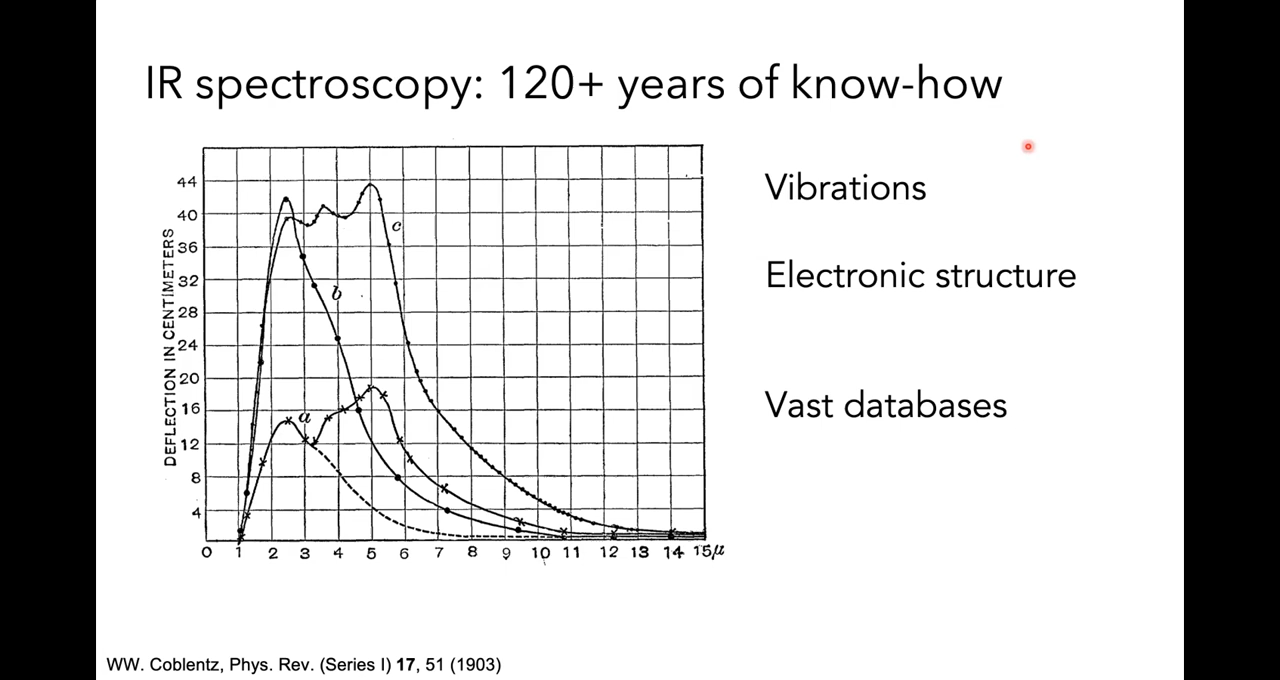 IR spectroscopy: 120+ years of know-how
DEFLECTION IN CENTIMETERS
44
40
36
32
28
24
20
16
12
8
4
c
b
a
0 1 2 3 4 5 6 7 8 9 10 11 12 13 14 15μ
Vibrations
Electronic structure
Vast databases
WW. Coblentz, Phys. Rev. (Series I) 17, 51 (1903)